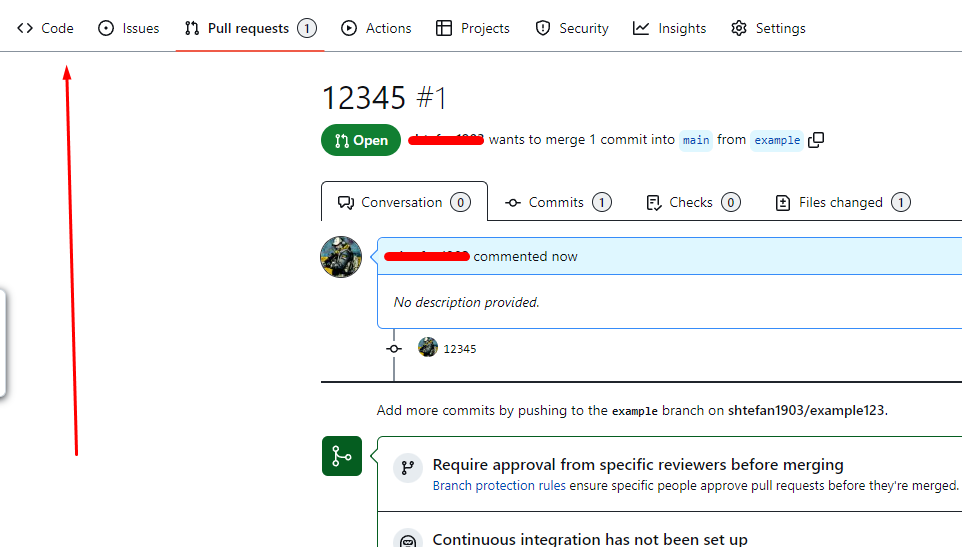 Code Issues Pull requests 1 Actions Projects Security Insights Settings
12345 #1
Open wants to merge 1 commit into main from example
Conversation 0 Commits 1 Checks 0 Files changed 1
commented now
No description provided.
12345
Add more commits by pushing to the example branch on shtefan1903/example123.
Require approval from specific reviewers before merging
Branch protection rules ensure specific people approve pull requests before they're merged.
Continuous integration has not been set up